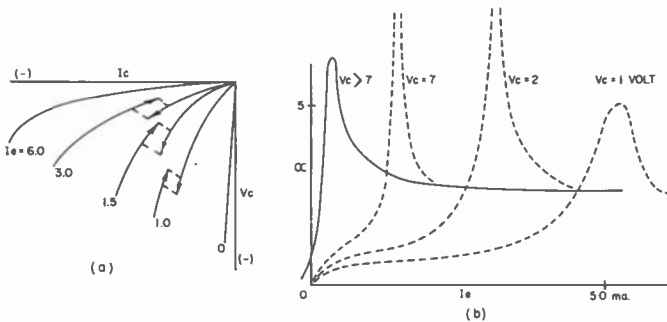 (-) Ic
Ie = 6.0
3.0
1.5
1.0
0
Vc
(-)
(a)
Vc > 7
Vc = 7
Vc = 2
Vc = 1 VOLT
5
α
0
Ie
50 ma.
(b)